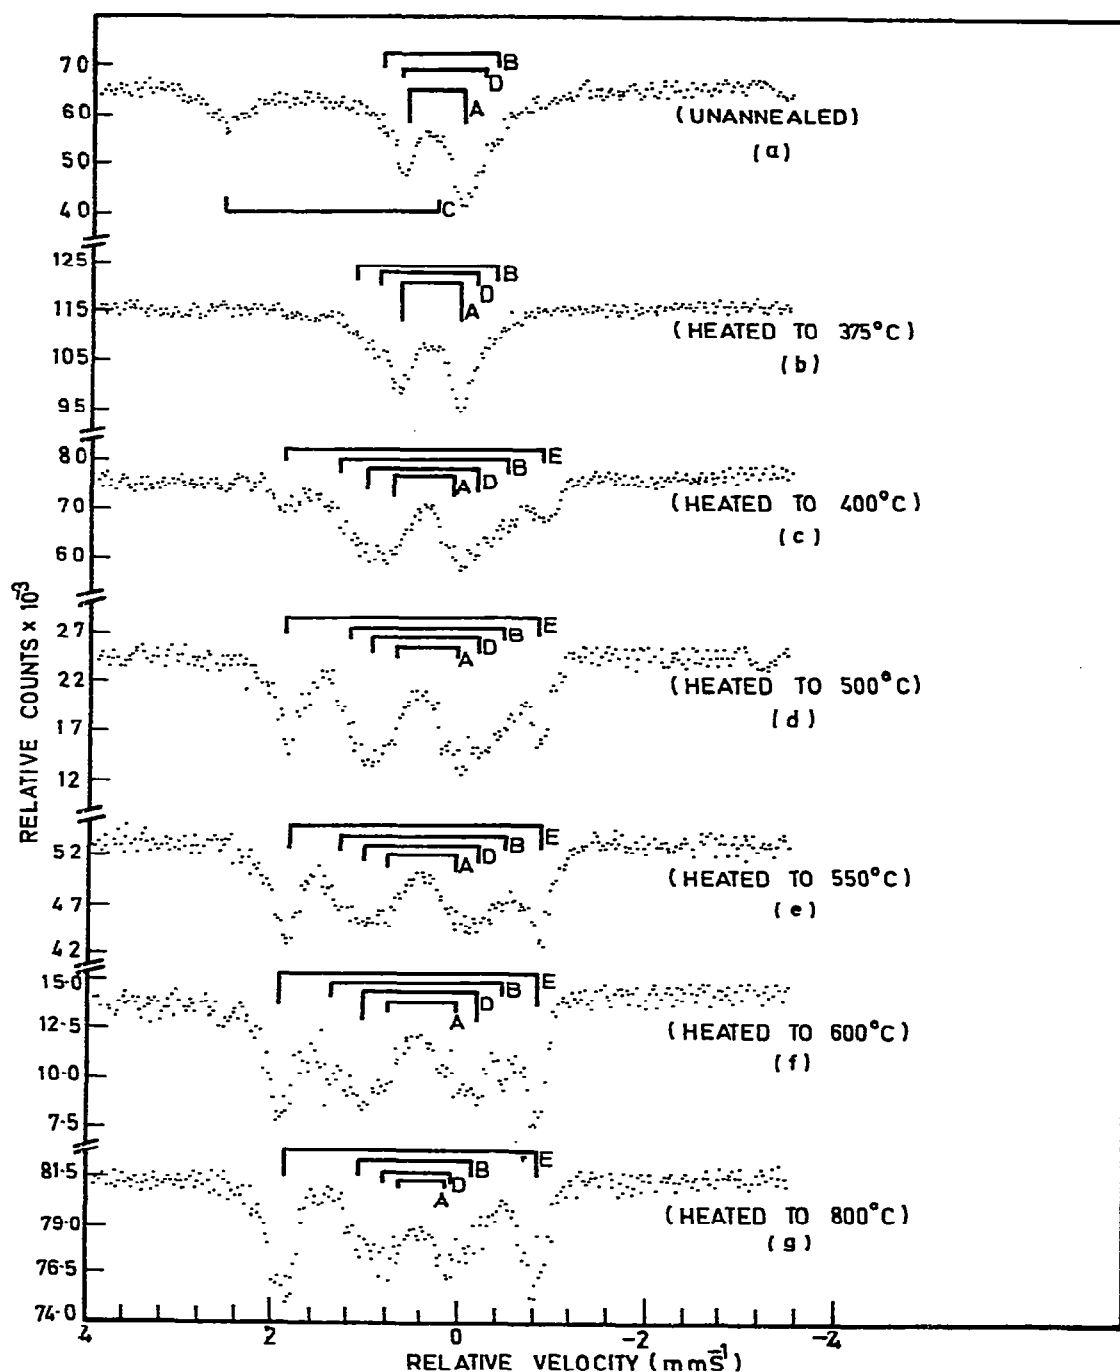 B
D
70
A
60
(UNANNEALED)
(a)
50
40
C
125
B
D
115
A
(HEATED TO 375°C)
105
(b)
95
80
E
B
D
70
A
(HEATED TO 400°C)
(c)
60
27
E
B
D
A
22
(HEATED TO 500°C)
(d)
17
12
E
B
52
D
A
(HEATED TO 550°C)
47
(e)
42
15·0
E
B
D
12·5
A
(HEATED TO 600°C)
10·0
(f)
7·5
81·5
E
B
D
A
79·0
(HEATED TO 800°C)
(g)
76·5
74·0
4 2 0 -2 -4
RELATIVE VELOCITY (mms⁻¹)
RELATIVE COUNTS × 10⁻³